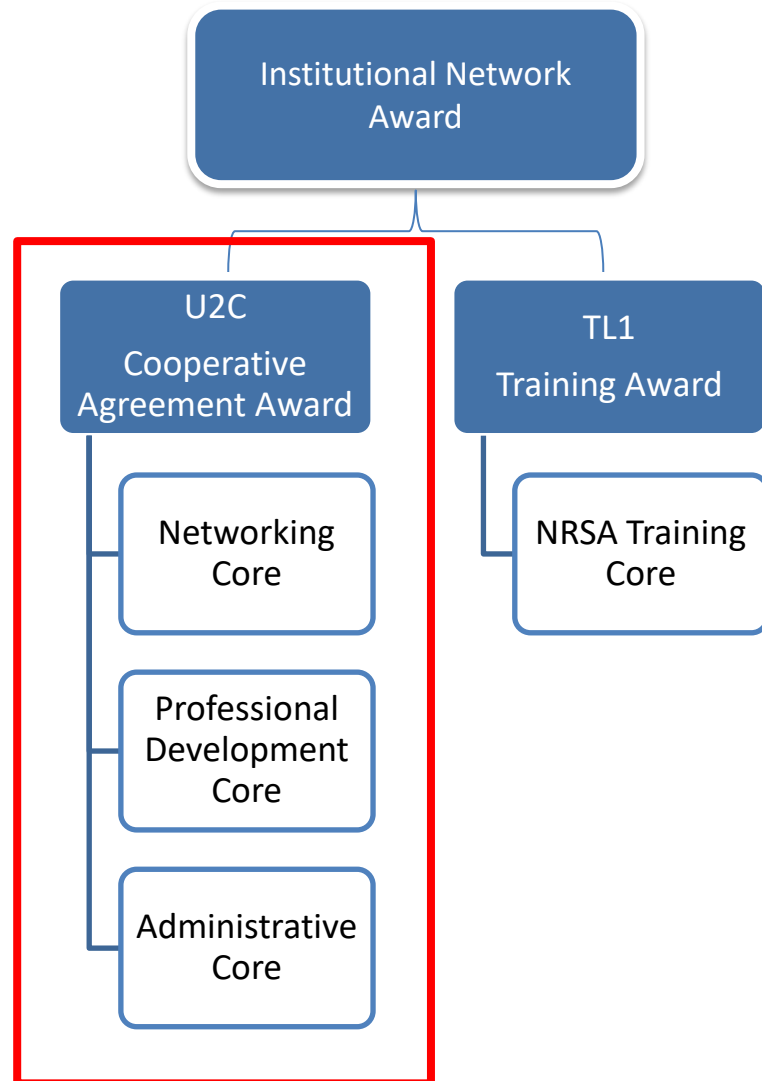 Institutional Network
Award
U2C
Cooperative
Agreement Award
TL1
Training Award
Networking
Core
NRSA Training
Core
Professional
Development
Core
Administrative
Core